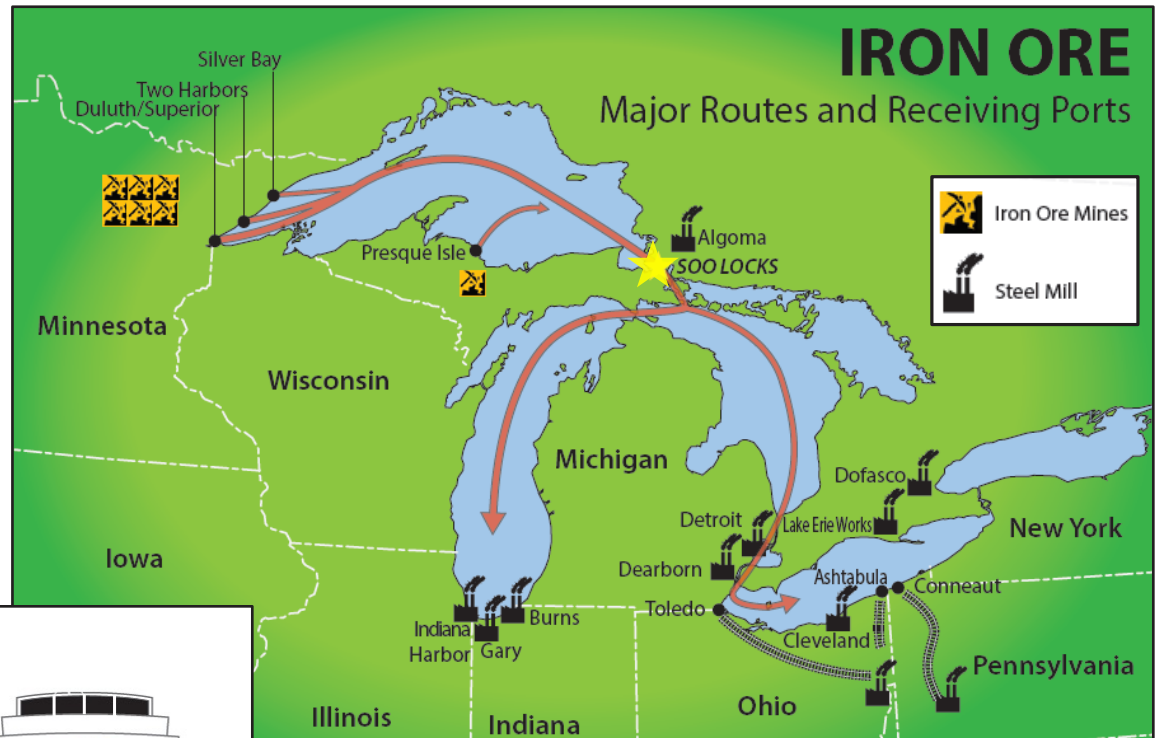 IRON ORE
Major Routes and Receiving Ports
Silver Bay
Two Harbors
Duluth/Superior
Iron Ore Mines
Steel Mill
Presque Isle
Algoma
SOO LOCKS
Minnesota
Wisconsin
Michigan
Dofasco
Detroit
Lake Erie Works
New York
Iowa
Dearborn
Ashtabula
Conneaut
Toledo
Burns
Indiana
Harbor
Gary
Cleveland
Pennsylvania
Illinois
Indiana
Ohio